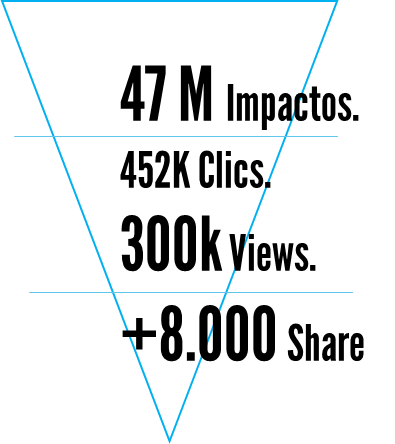 47 M Impactos.
452K Clics.
300k Views.
+8.000 Share